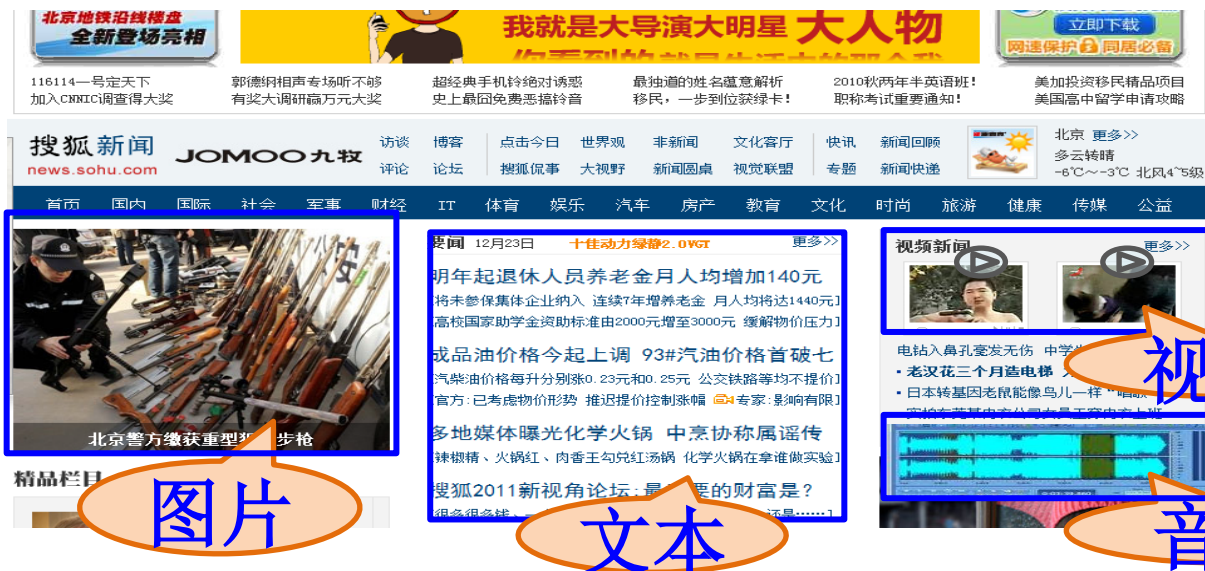 北京地铁沿线楼盘
全新登场亮相
我就是大导演大明星 大人物
立即下载
网速保护 同居必备
116114—号定天下
加入CNNIC调查得大奖
郭德纲相声专场听不够
有奖大调研赢万元大奖
超经典手机铃绝对诱惑
史上最囧免费恶搞铃音
最独道的姓名蕴意解析
移民，一步到位获绿卡！
2010秋两年半英语班！
职称考试重要通知！
美加投资移民精品项目
美国高中留学申请攻略
搜狐新闻
news.sohu.com
JOMOO九牧
访谈 博客 点击今日 世界观 非新闻 文化客厅 快讯 新闻回顾
评论 论坛 搜狐侃事 大视野 新闻圆桌 视觉联盟 专题 新闻快递
北京 更多>>
多云转晴
-6℃～-3℃ 北风4~5级
首页 国内 国际 社会 军事 财经 IT 体育 娱乐 汽车 房产 教育 文化 时尚 旅游 健康 传媒 公益
北京警方缴获重型 步枪
精品栏目
图片
要闻 12月23日 十佳动力绿静2.0VGT 更多>>
明年起退休人员养老金月人均增加140元
将未参保集体企业纳入 连续7年增养老金 月人均将达1440元]
高校国家助学金资助标准由2000元增至3000元 缓解物价压力]
成品油价格今起上调 93#汽油价格首破七
汽柴油价格每升分别涨0.23元和0.25元 公交铁路等均不提价]
官方:已考虑物价形势 推迟提价控制涨幅 专家:影响有限]
多地媒体曝光化学火锅 中烹协称属谣传
辣椒精、火锅红、肉香王勾兑红汤锅 化学火锅在拿谁做实验]
搜狐2011新视角论坛:最 要的财富是?
很多很多钱、一 还是……]
文本
视频新闻 更多>>
电钻入鼻孔毫发无伤 中学
·老汉花三个月造电梯
·日本转基因老鼠能像鸟儿一样“唱歌
视
音